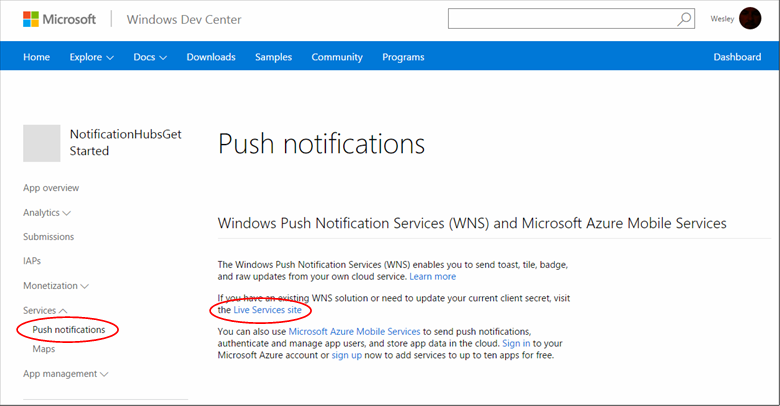 Microsoft
Windows Dev Center
Wesley
Home
Explore
Docs
Downloads
Samples
Community
Programs
Dashboard
NotificationHubsGet
Started
App overview
Analytics
Submissions
IAPs
Monetization
Services
Push notifications
Maps
App management
Push notifications
Windows Push Notification Services (WNS) and Microsoft Azure Mobile Services
The Windows Push Notification Services (WNS) enables you to send toast, tile, badge,
and raw updates from your own cloud service. Learn more
If you have an existing WNS solution or need to update your current client secret, visit
the Live Services site
You can also use Microsoft Azure Mobile Services to send push notifications,
authenticate and manage app users, and store app data in the cloud. Sign in to your
Microsoft Azure account or sign up now to add services to up to ten apps for free.